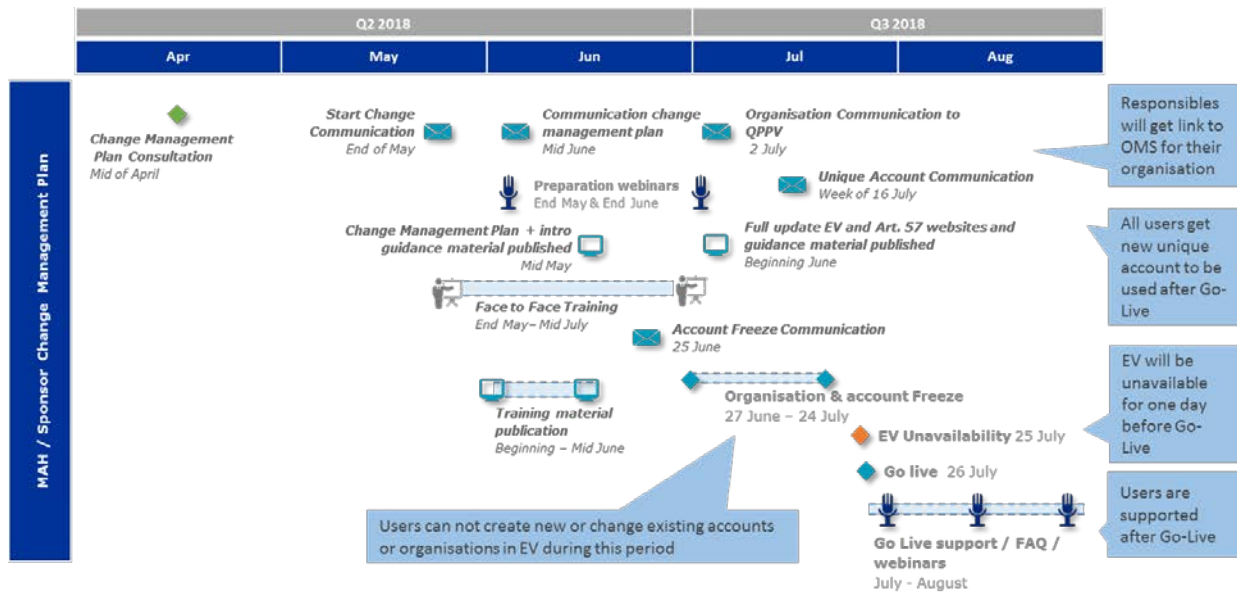 Q2 2018
Q3 2018
Apr
May
Jun
Jul
Aug
MAH / Sponsor Change Management Plan
Change Management
Plan Consultation
Mid of April
Start Change
Communication
End of May
Communication change
management plan
Mid June
Organisation Communication to
QPPV
2 July
Unique Account Communication
Week of 16 July
Preparation webinars
End May & End June
Change Management Plan + intro
guidance material published
Mid May
Full update EV and Art. 57 websites and
guidance material published
Beginning June
Face to Face Training
End May– Mid July
Account Freeze Communication
25 June
Training material
publication
Beginning – Mid June
Organisation & account Freeze
27 June – 24 July
EV Unavailability 25 July
Go live 26 July
Go Live support / FAQ /
webinars
July - August
Users can not create new or change existing accounts
or organisations in EV during this period
Responsibles
will get link to
OMS for their
organisation
All users get
new unique
account to be
used after Go-
Live
EV will be
unavailable
for one day
before Go-
Live
Users are
supported
after Go-Live